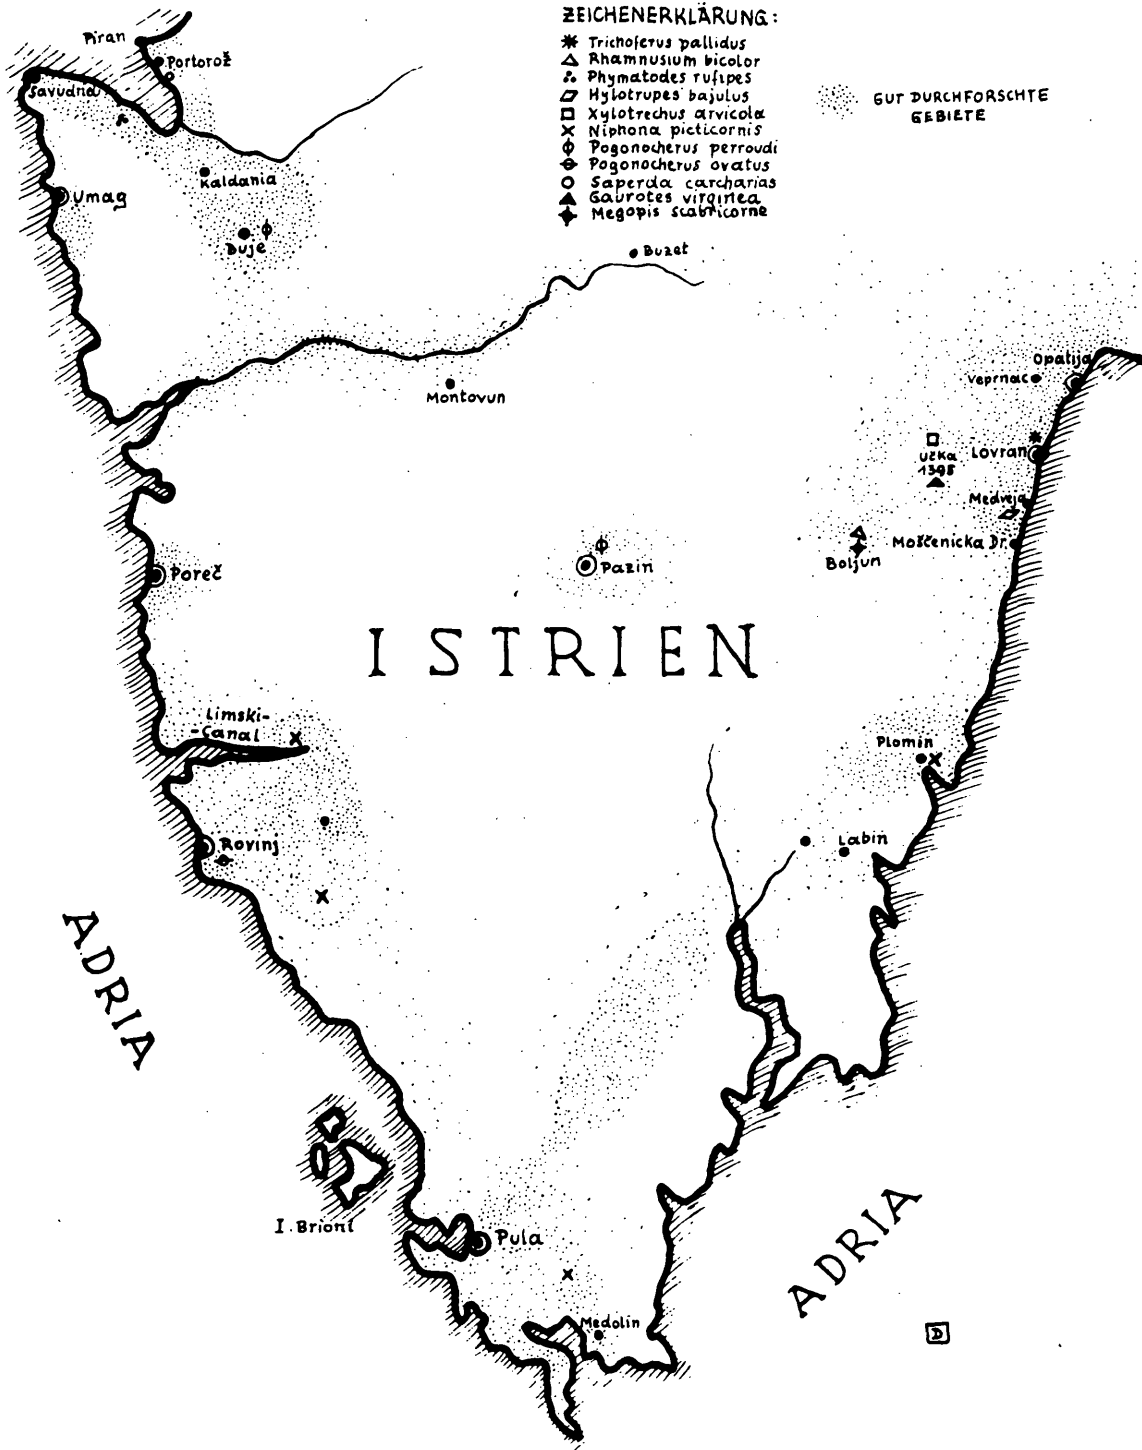 ZEICHENERKLÄRUNG:
Trichoferus pallidus
Rhamnusium bicolor
Phymatodes rufipes
Hylotrupes bajulus
Xylotrechus arvicola
Niphona picticornis
Pogonocherus perroudi
Pogonocherus ovatus
Saperda carcharias
Gaurotes virginea
Megopis scabricorne
GUT DURCHFORSCHTE
GEBIETE
Piran
Portorož
Savudria
Kaldania
Umag
Buje
Buzet
Opatija
Veprnac
Montovun
Učka
1396
Lovran
Medveja
Moščenicka Dr.
Boljun
Poreč
Pazin
ISTRIEN
Limski-
-Canal
Plomin
Rovinj
Labin
ADRIA
I. Brioni
Pula
ADRIA
Medolin
D